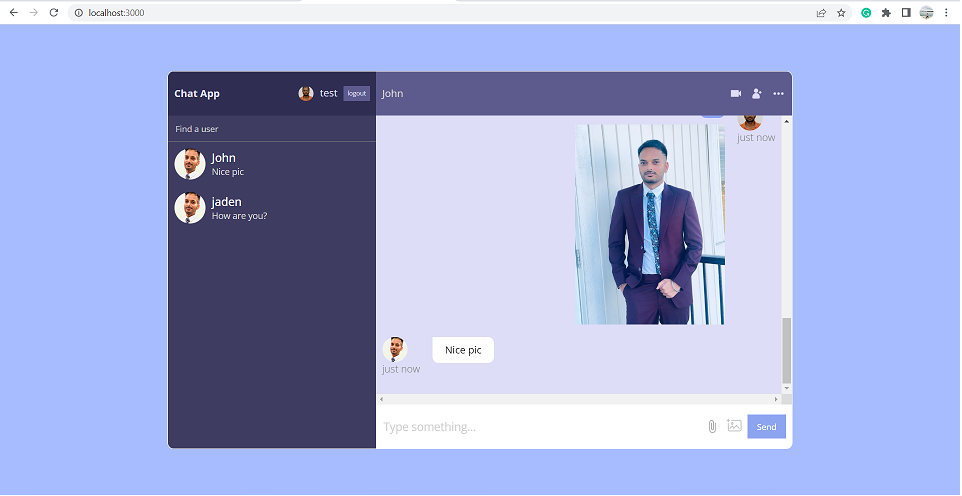 localhost:3000
Chat App
test
logout
John
Find a user
John
Nice pic
jaden
How are you?
just now
Nice pic
just now
Type something...
Send